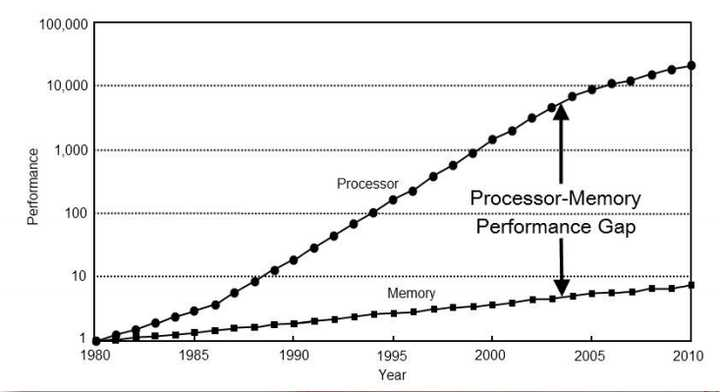 100,000
10,000
1,000
100
10
1
Performance
Processor
Processor-Memory
Performance Gap
Memory
1980 1985 1990 1995 2000 2005 2010
Year